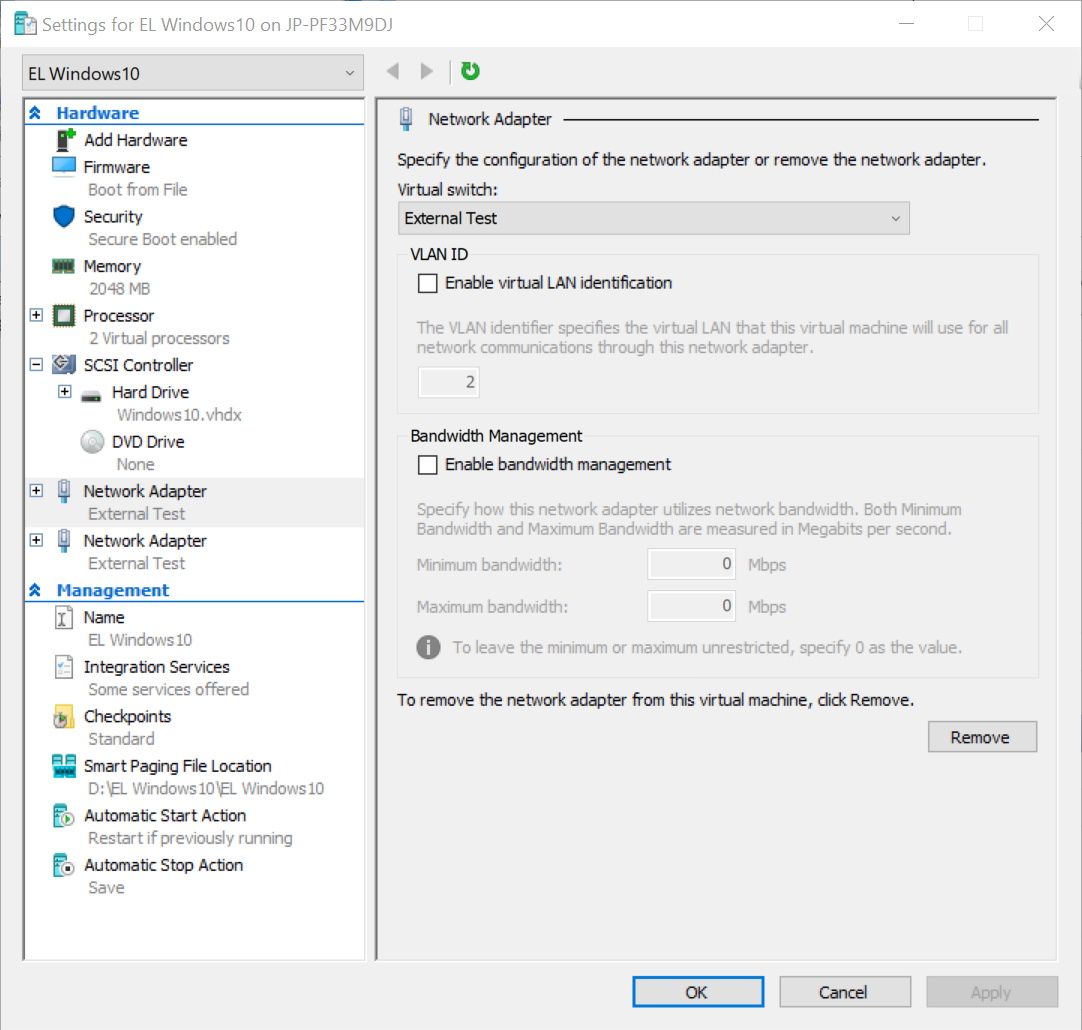 Settings for EL Windows10 on JP-PF33M9DJ
EL Windows10
Hardware
Add Hardware
Firmware
Boot from File
Security
Secure Boot enabled
Memory
2048 MB
Processor
2 Virtual processors
SCSI Controller
Hard Drive
Windows10.vhdx
DVD Drive
None
Network Adapter
External Test
Network Adapter
External Test
Management
Name
EL Windows10
Integration Services
Some services offered
Checkpoints
Standard
Smart Paging File Location
D:\EL Windows10\EL Windows10
Automatic Start Action
Restart if previously running
Automatic Stop Action
Save
Network Adapter
Specify the configuration of the network adapter or remove the network adapter.
Virtual switch:
External Test
VLAN ID
Enable virtual LAN identification
The VLAN identifier specifies the virtual LAN that this virtual machine will use for all
network communications through this network adapter.
2
Bandwidth Management
Enable bandwidth management
Specify how this network adapter utilizes network bandwidth. Both Minimum
Bandwidth and Maximum Bandwidth are measured in Megabits per second.
Minimum bandwidth: 0 Mbps
Maximum bandwidth: 0 Mbps
To leave the minimum or maximum unrestricted, specify 0 as the value.
To remove the network adapter from this virtual machine, click Remove.
Remove
OK Cancel Apply